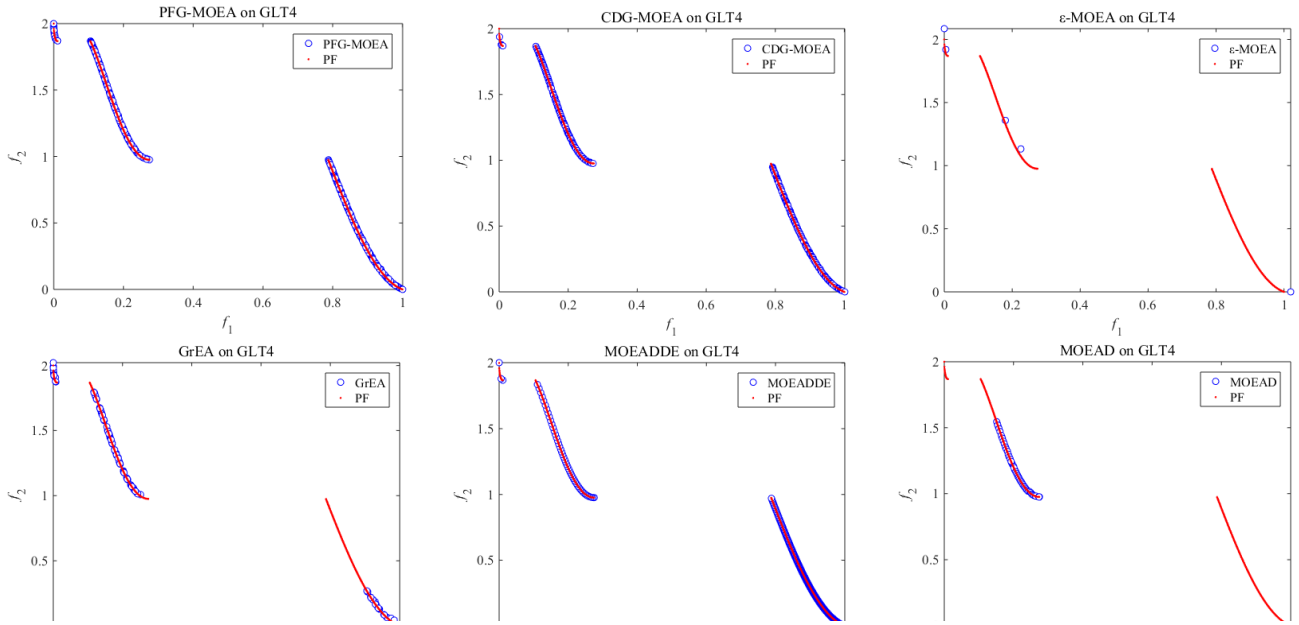 PFG-MOEA on GLT4
2
1.5
1
0.5
0
f2
0 0.2 0.4 0.6 0.8 1
f1
PFG-MOEA
PF
CDG-MOEA on GLT4
2
1.5
1
0.5
0
f2
0 0.2 0.4 0.6 0.8 1
f1
CDG-MOEA
PF
ε-MOEA on GLT4
2
1.5
1
0.5
0
f2
0 0.2 0.4 0.6 0.8 1
f1
ε-MOEA
PF
GrEA on GLT4
2
1.5
1
0.5
f2
GrEA
PF
MOEADDE on GLT4
2
1.5
1
0.5
f2
MOEADDE
PF
MOEAD on GLT4
2
1.5
1
0.5
f2
MOEAD
PF